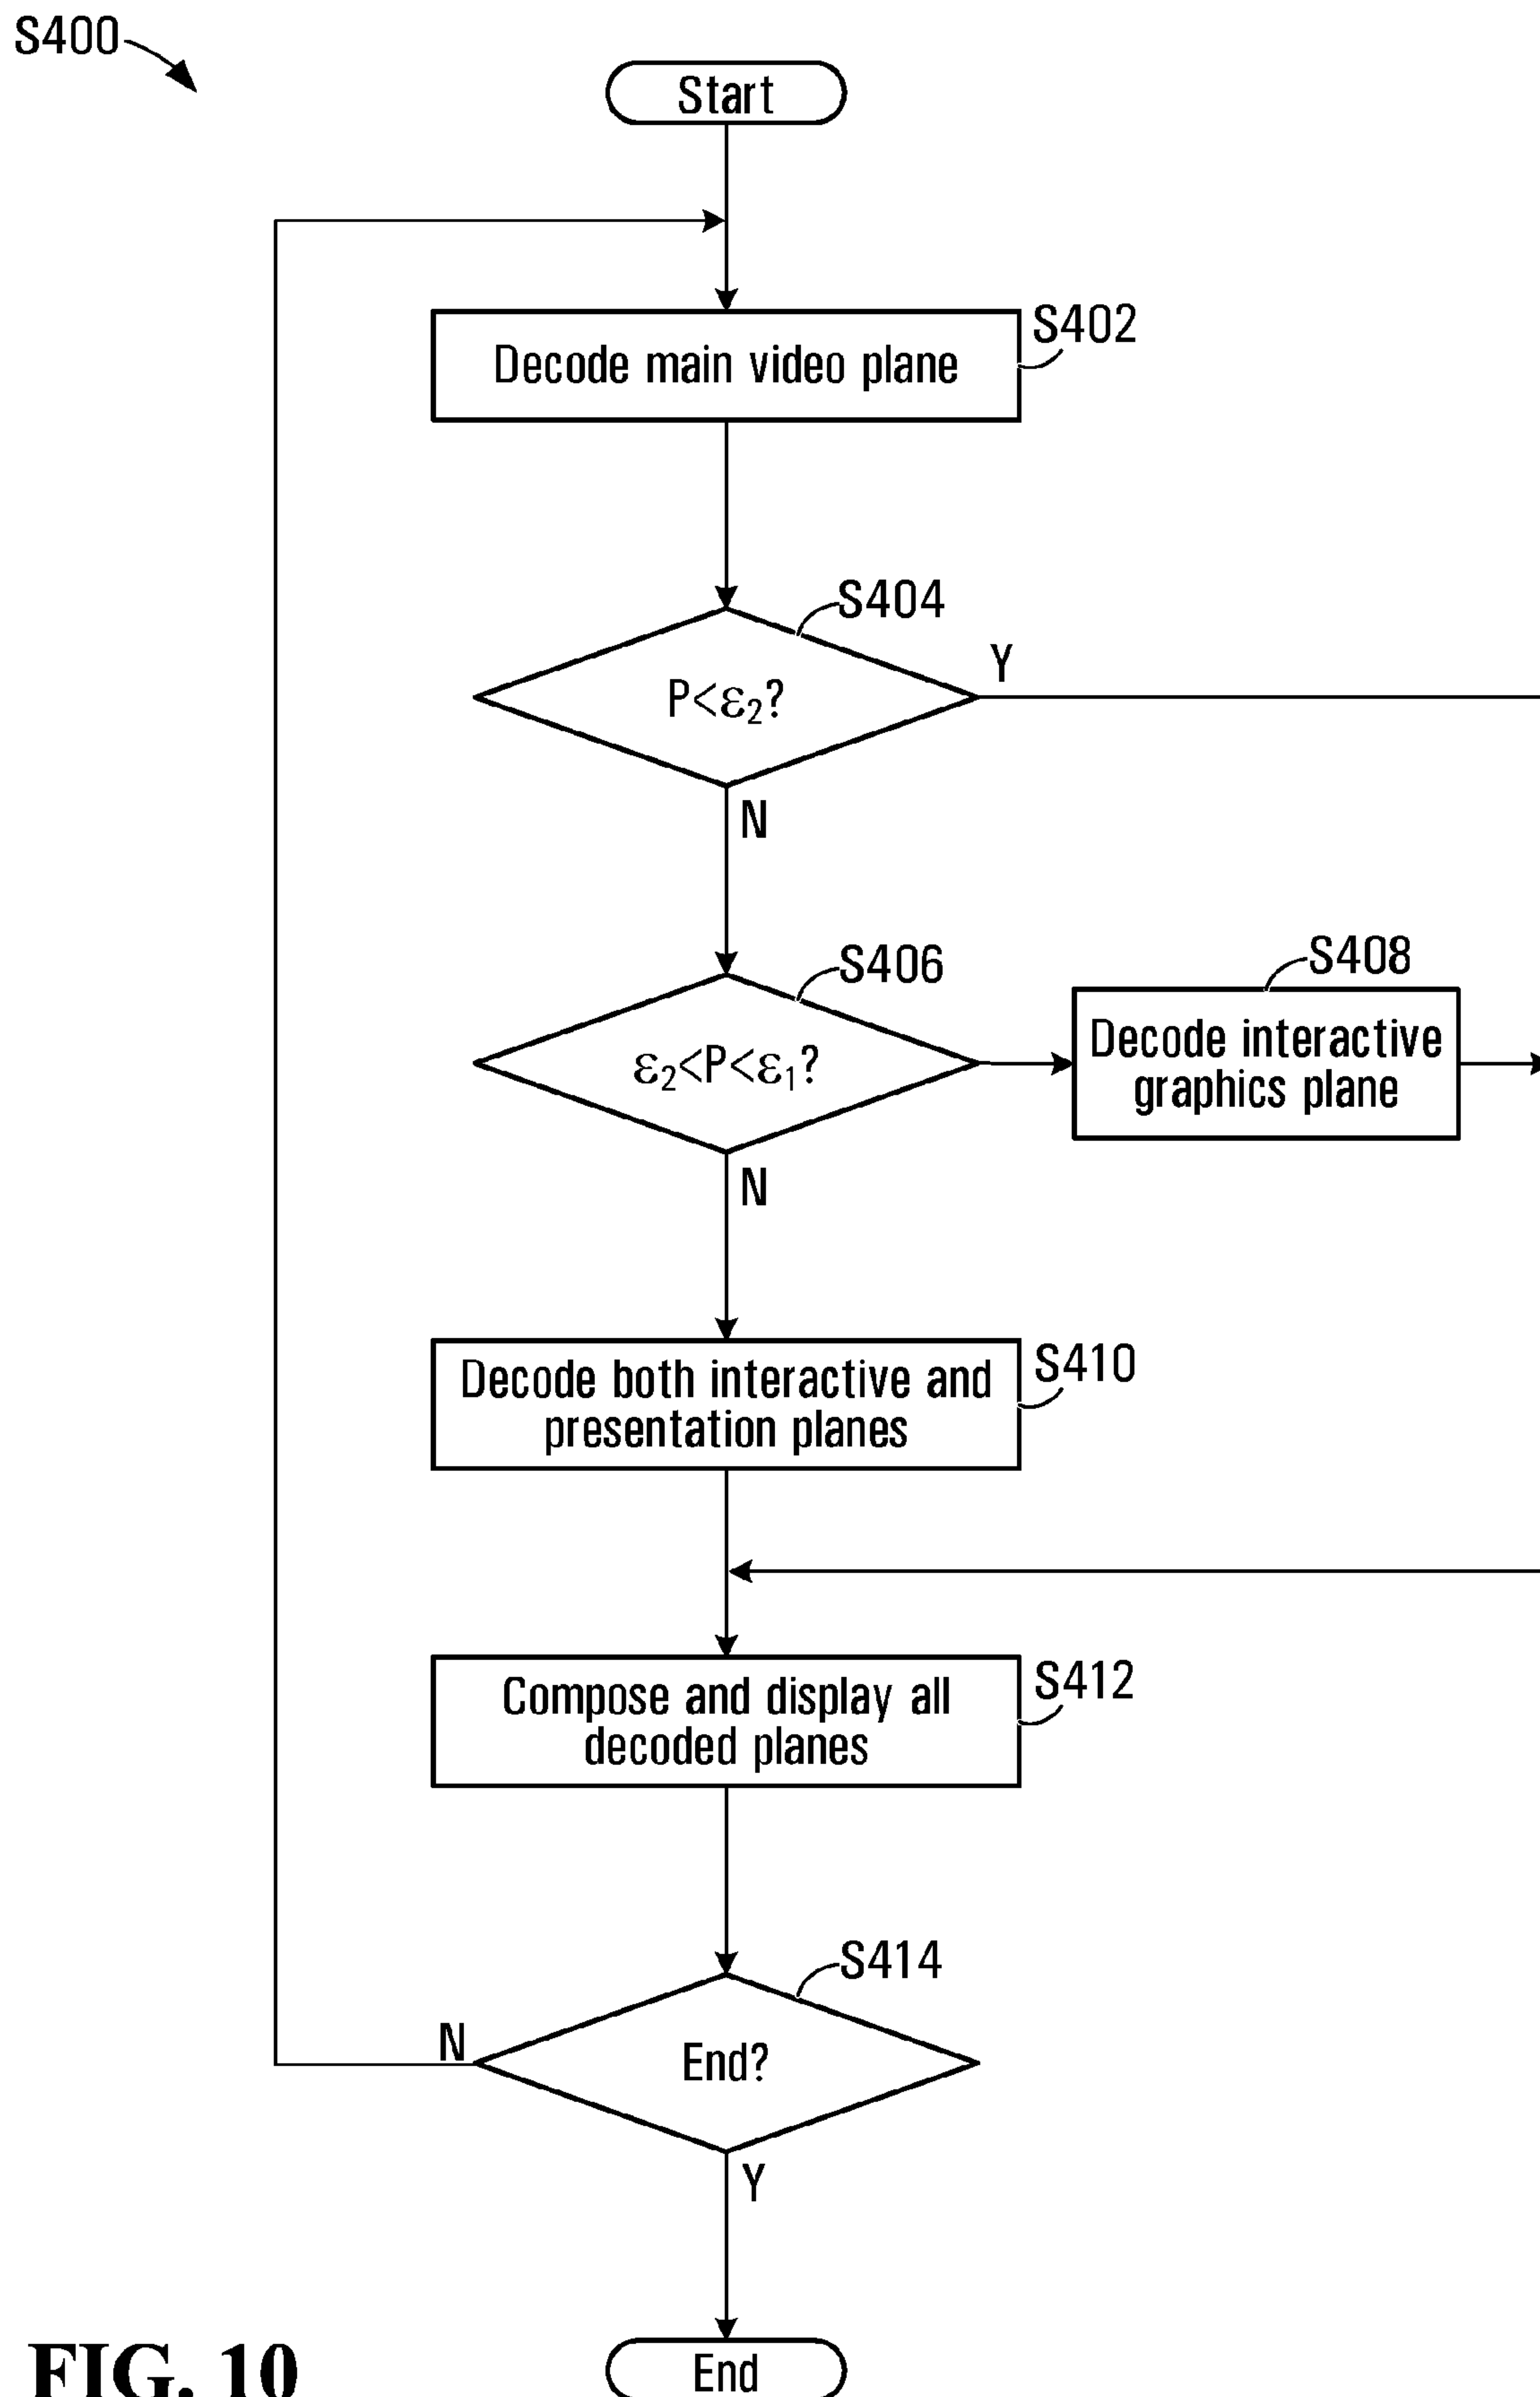 S400
Start
Decode main video plane
S402
S404
P<ε₂?
Y
N
S406
ε₂<P<ε₁?
S408
Decode interactive
graphics plane
N
Decode both interactive and
presentation planes
S410
Compose and display all
decoded planes
S412
S414
End?
N
Y
End
FIG. 10